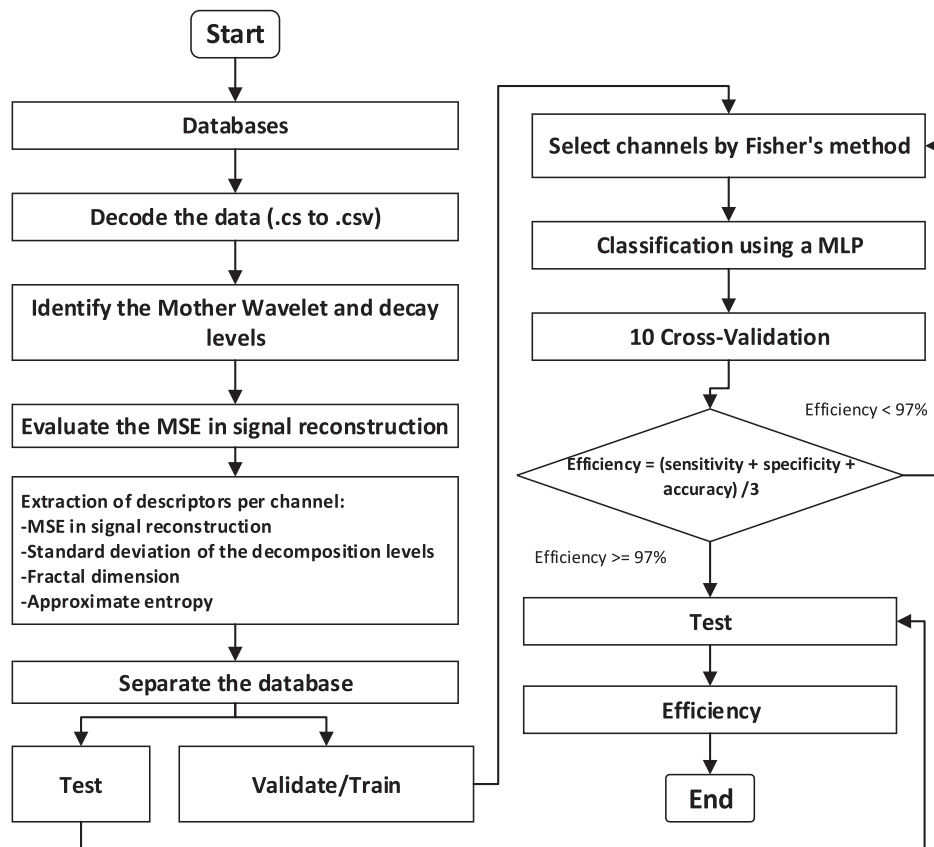 Start
Databases
Decode the data (.cs to .csv)
Identify the Mother Wavelet and decay
levels
Evaluate the MSE in signal reconstruction
Extraction of descriptors per channel:
-MSE in signal reconstruction
-Standard deviation of the decomposition levels
-Fractal dimension
-Approximate entropy
Separate the database
Test
Validate/Train
Select channels by Fisher's method
Classification using a MLP
10 Cross-Validation
Efficiency < 97%
Efficiency = (sensitivity + specificity +
accuracy) /3
Efficiency >= 97%
Test
Efficiency
End